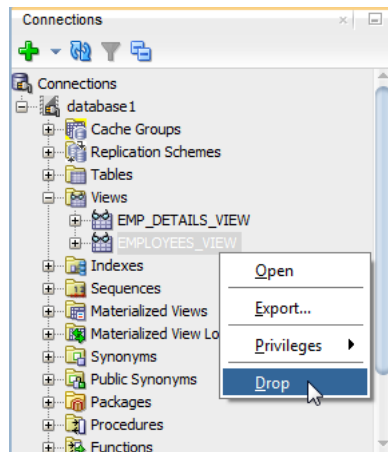 Connections
Connections
database1
Cache Groups
Replication Schemes
Tables
Views
EMP_DETAILS_VIEW
EMPLOYEES_VIEW
Indexes
Sequences
Materialized Views
Materialized View Lo
Synonyms
Public Synonyms
Packages
Procedures
Functions
Open
Export...
Privileges
Drop